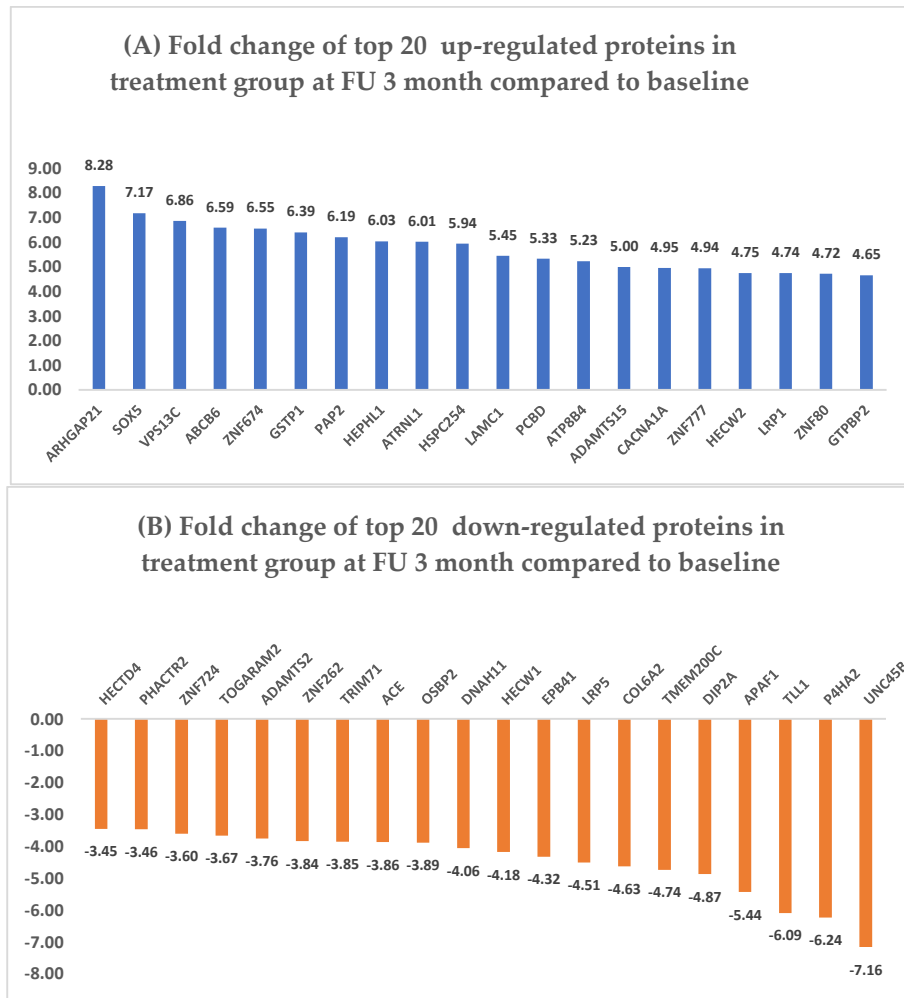 (A) Fold change of top 20 up-regulated proteins in
treatment group at FU 3 month compared to baseline
9.00
8.00
7.00
6.00
5.00
4.00
3.00
2.00
1.00
0.00
8.28
7.17
6.86
6.59
6.55
6.39
6.19
6.03
6.01
5.94
5.45
5.33
5.23
5.00
4.95
4.94
4.75
4.74
4.72
4.65
ARHGAP21
SOX5
VPS13C
ABCB6
ZNF674
GSTP1
PAP2
HEPHL1
ATRNL1
HSPC254
LAMC1
PCBD
ATP8B4
ADAMTS15
CACNA1A
ZNF777
HECW2
LRP1
ZNF80
GTPBP2
(B) Fold change of top 20 down-regulated proteins in
treatment group at FU 3 month compared to baseline
HECTD4
PHACTR2
ZNF724
TOGARAM2
ADAMTS2
ZNF262
TRIM71
ACE
OSBP2
DNAH11
HECW1
EPB41
LRP5
COL6A2
TMEM200C
DIP2A
APAF1
TLL1
P4HA2
UNC45B
0.00
-1.00
-2.00
-3.00
-4.00
-5.00
-6.00
-7.00
-8.00
-3.45
-3.46
-3.60
-3.67
-3.76
-3.84
-3.85
-3.86
-3.89
-4.06
-4.18
-4.32
-4.51
-4.63
-4.74
-4.87
-5.44
-6.09
-6.24
-7.16